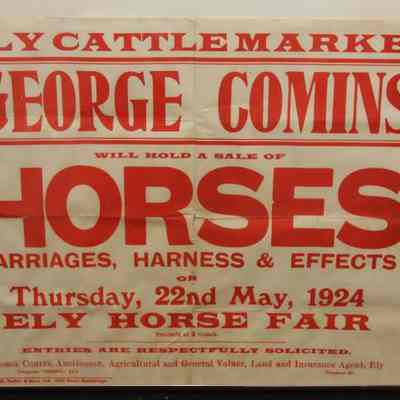 LY CATTLE MARKE
GEORGE COMINS
WILL HOLD A SALE OF
HORSES
ARRIAGES, HARNESS & EFFECTS
ON
Thursday, 22nd May, 1924
ELY HORSE FAIR
ENTRIES ARE RESPECTFULLY SOLICITED.
COMINS, Auctioneer, Agricultural and General Valuer, Land and Insurance Agent, Ely